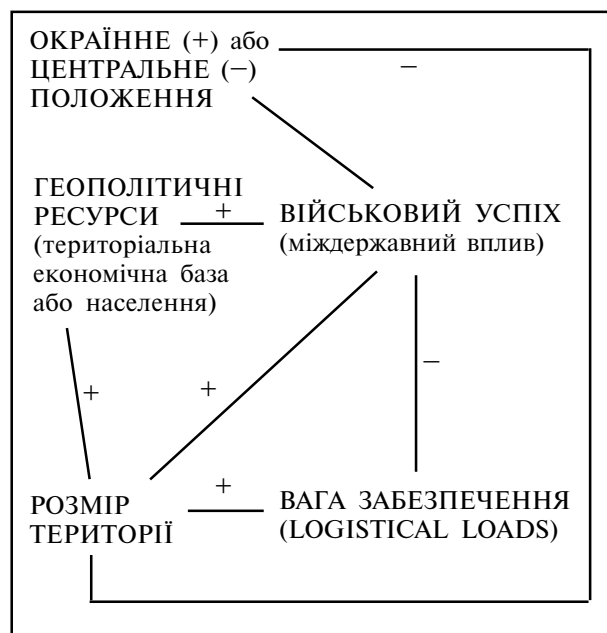 ОКРАЇННЕ (+) або
ЦЕНТРАЛЬНЕ (−)
ПОЛОЖЕННЯ
−
ГЕОПОЛІТИЧНІ
РЕСУРСИ
(територіальна
економічна база
або населення)
+
ВІЙСЬКОВИЙ УСПІХ
(міждержавний вплив)
−
+
+
РОЗМІР
ТЕРИТОРІЇ
+
ВАГА ЗАБЕЗПЕЧЕННЯ
(LOGISTICAL LOADS)